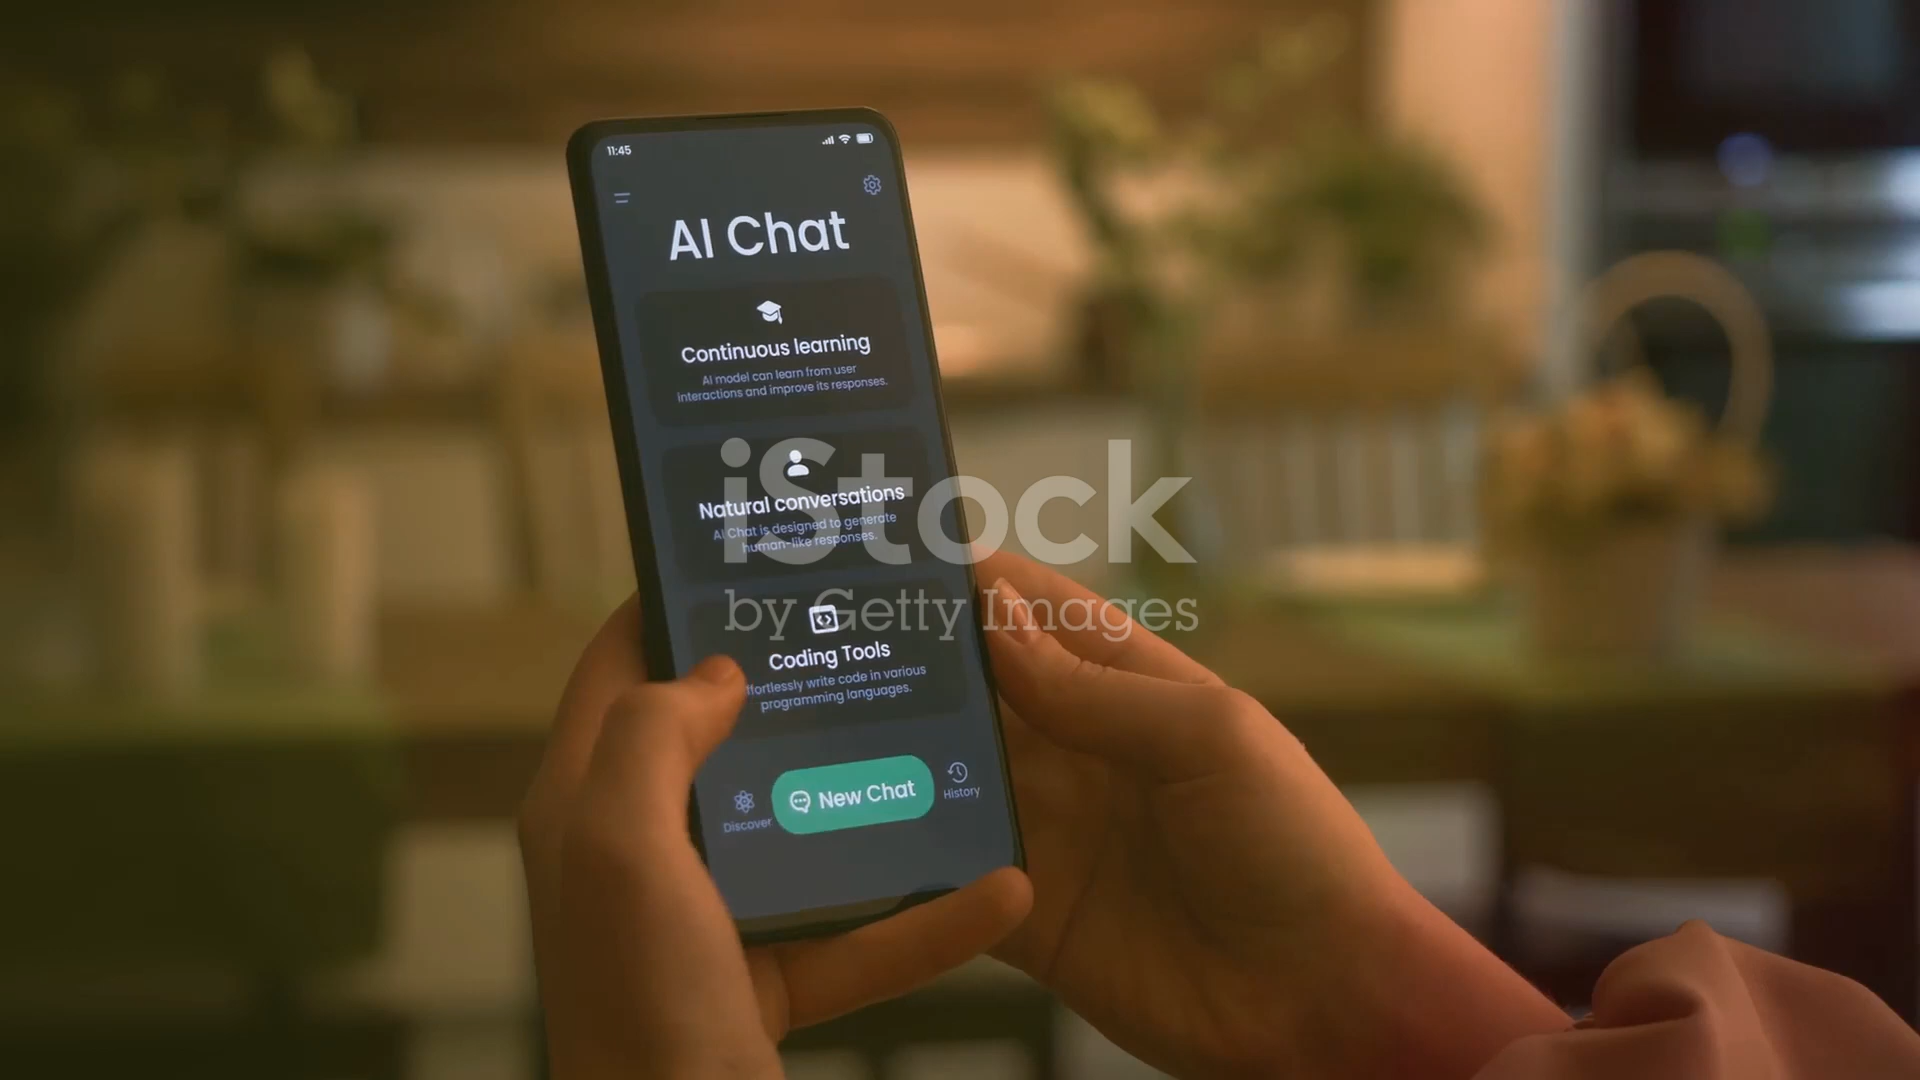 11:45
AI Chat
Continuous learning
AI model can learn from user
interactions and improve its responses.
Natural conversations
AI Chat is designed to generate
human-like responses.
Coding Tools
ffortlessly write code in various
programming languages.
New Chat
Discover
History
iStock
by Getty Images